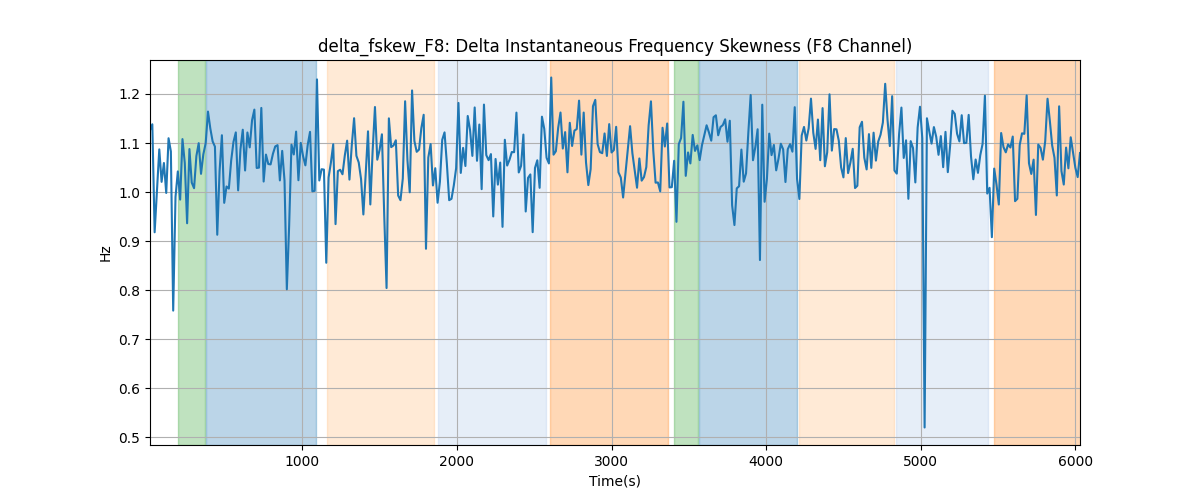 delta_fskew_F8: Delta Instantaneous Frequency Skewness (F8 Channel)
Hz
1.2
1.1
1.0
0.9
0.8
0.7
0.6
0.5
1000 2000 3000 4000 5000 6000
Time(s)